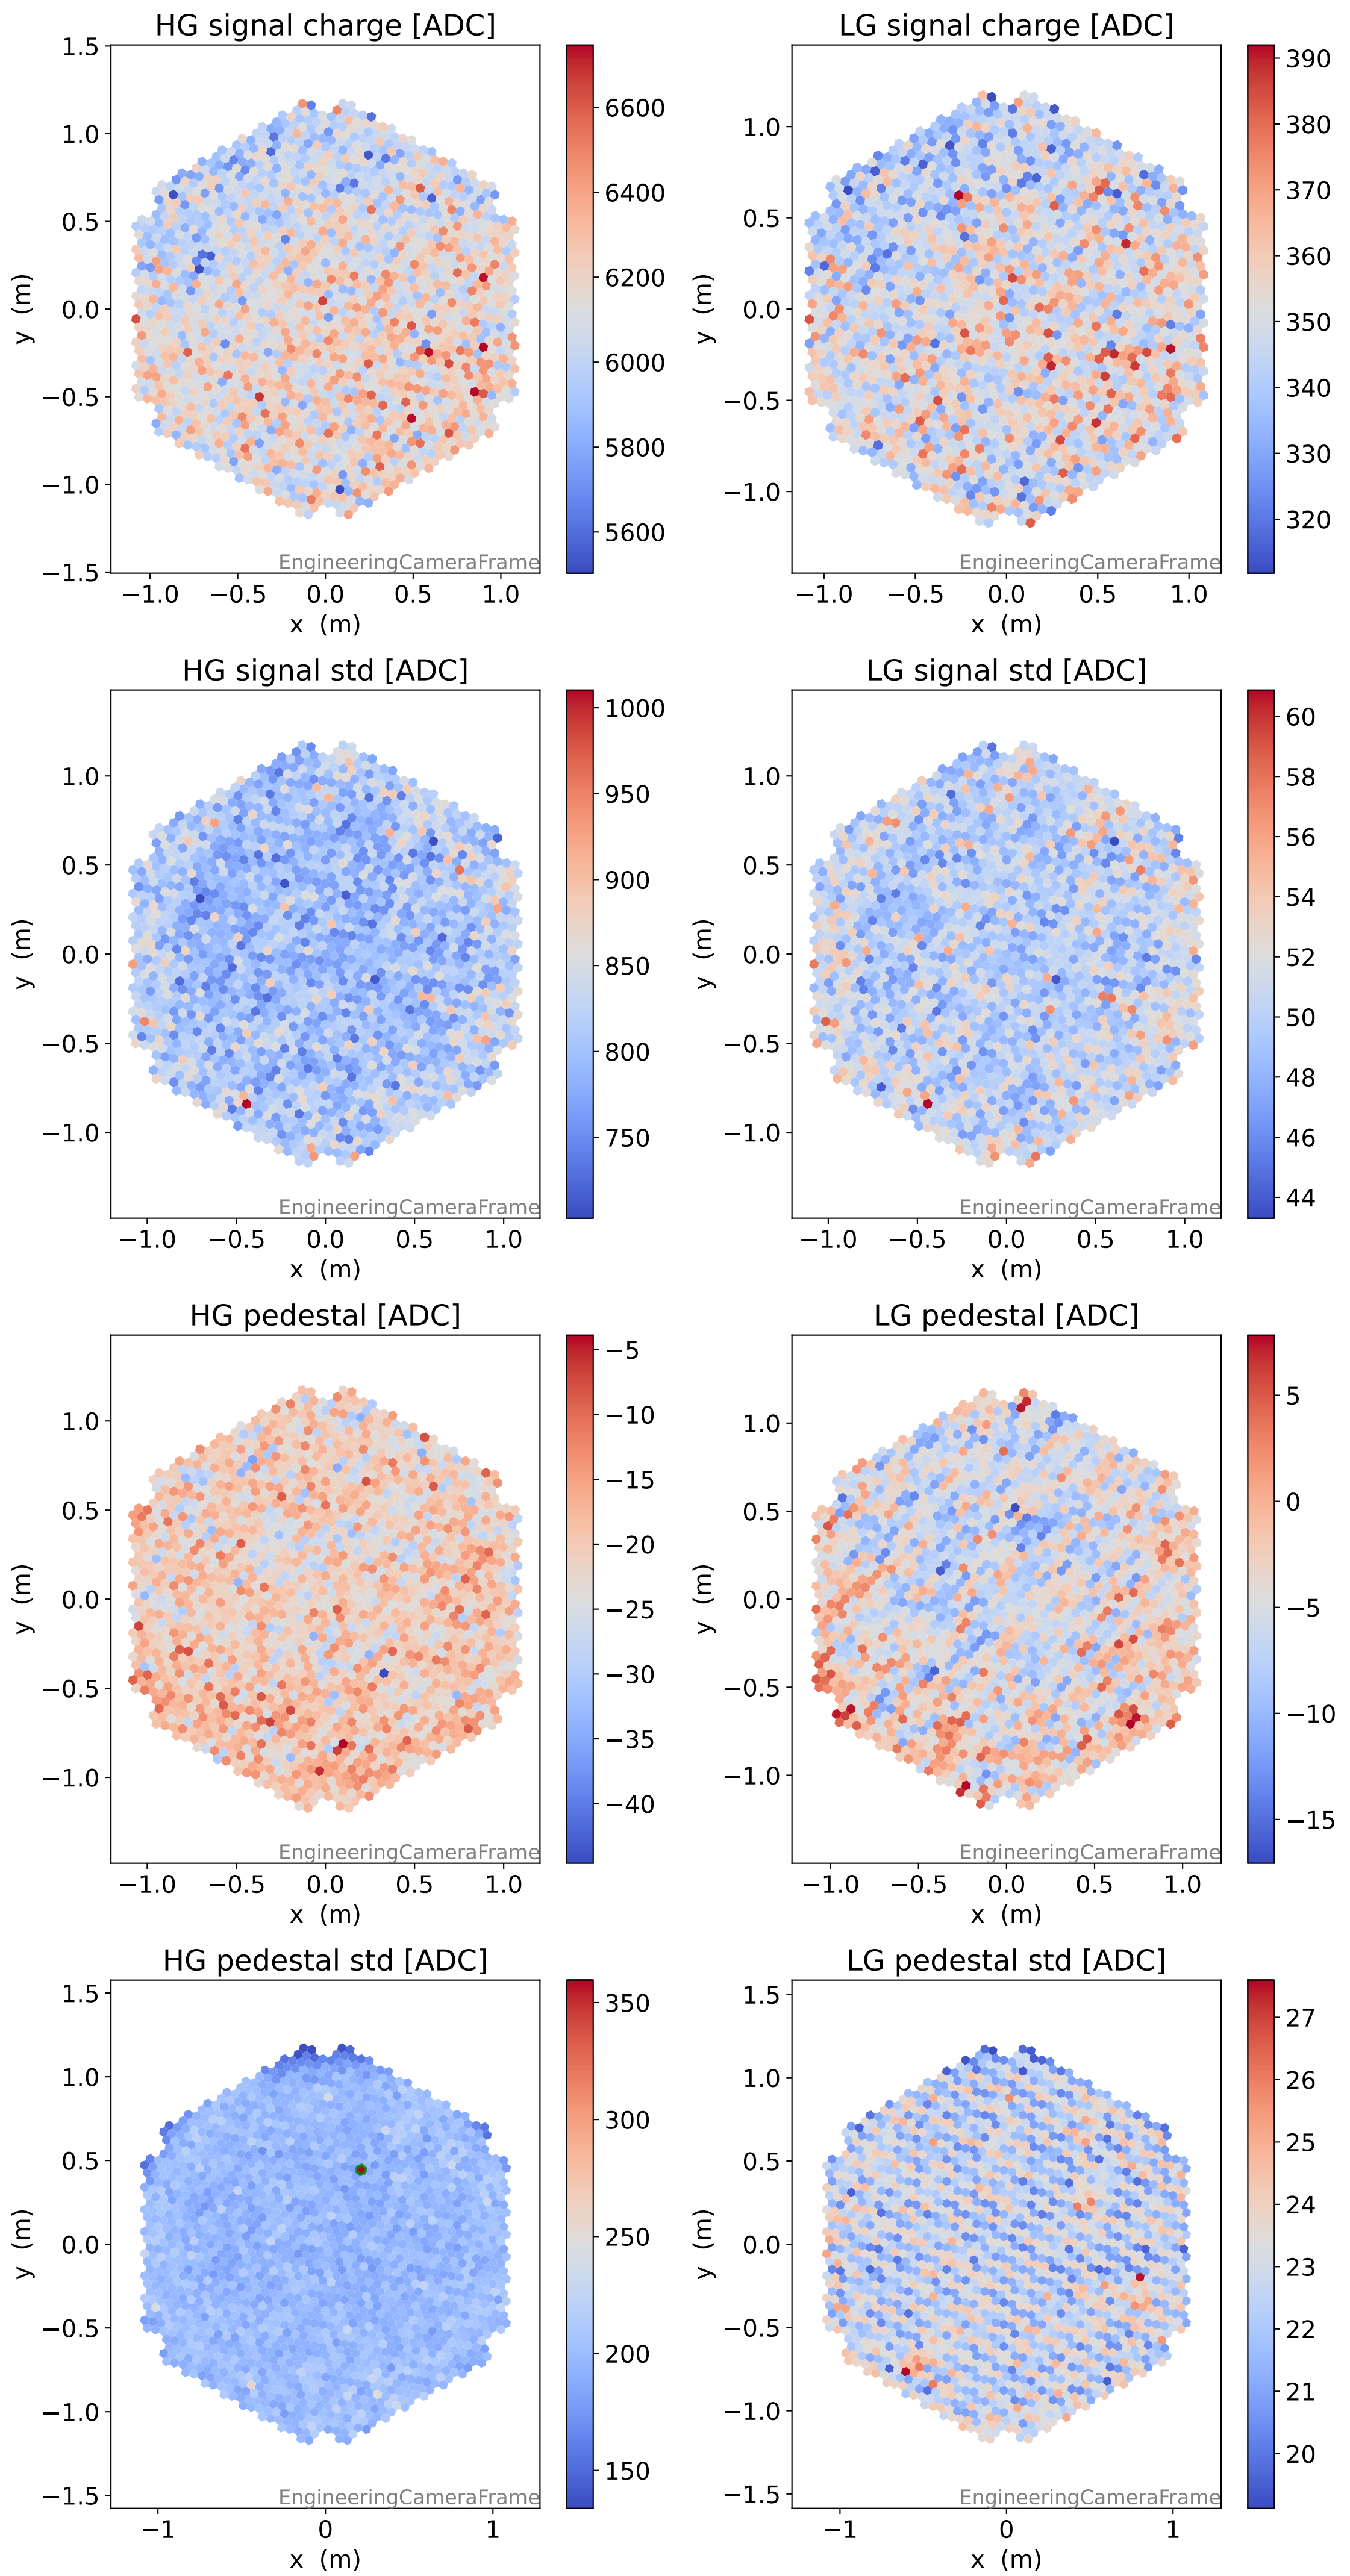 HG signal charge [ADC]
1.5
1.0
0.5
0.0
−0.5
−1.0
−1.5
y (m)
−1.0 −0.5 0.0 0.5 1.0
x (m)
EngineeringCameraFrame
6600
6400
6200
6000
5800
5600
LG signal charge [ADC]
1.0
0.5
0.0
−0.5
−1.0
y (m)
−1.0 −0.5 0.0 0.5 1.0
x (m)
EngineeringCameraFrame
390
380
370
360
350
340
330
320
HG signal std [ADC]
1.0
0.5
0.0
−0.5
−1.0
y (m)
−1.0 −0.5 0.0 0.5 1.0
x (m)
EngineeringCameraFrame
1000
950
900
850
800
750
LG signal std [ADC]
1.0
0.5
0.0
−0.5
−1.0
y (m)
−1.0 −0.5 0.0 0.5 1.0
x (m)
EngineeringCameraFrame
60
58
56
54
52
50
48
46
44
HG pedestal [ADC]
1.0
0.5
0.0
−0.5
−1.0
y (m)
−1.0 −0.5 0.0 0.5 1.0
x (m)
EngineeringCameraFrame
−5
−10
−15
−20
−25
−30
−35
−40
LG pedestal [ADC]
1.0
0.5
0.0
−0.5
−1.0
y (m)
−1.0 −0.5 0.0 0.5 1.0
x (m)
EngineeringCameraFrame
5
0
−5
−10
−15
HG pedestal std [ADC]
1.5
1.0
0.5
0.0
−0.5
−1.0
−1.5
y (m)
−1 0 1
x (m)
EngineeringCameraFrame
350
300
250
200
150
LG pedestal std [ADC]
1.5
1.0
0.5
0.0
−0.5
−1.0
−1.5
y (m)
−1 0 1
x (m)
EngineeringCameraFrame
27
26
25
24
23
22
21
20